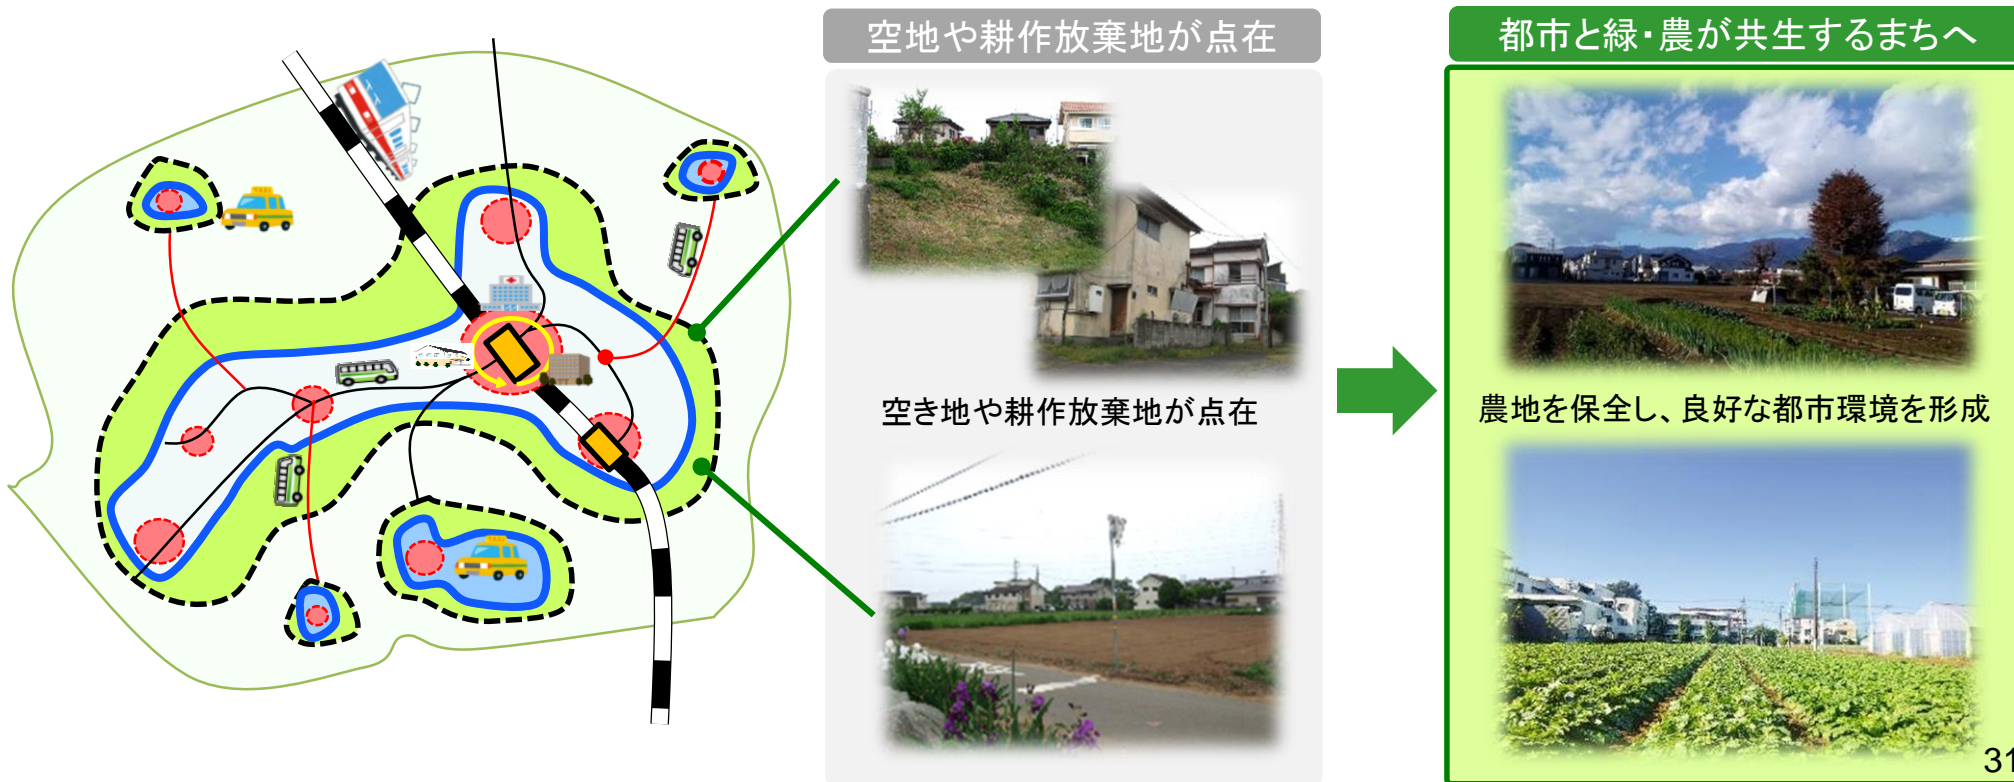 空地や耕作放棄地が点在
都市と緑・農が共生するまちへ
空き地や耕作放棄地が点在
農地を保全し、良好な都市環境を形成
TAXI
TAXI
31